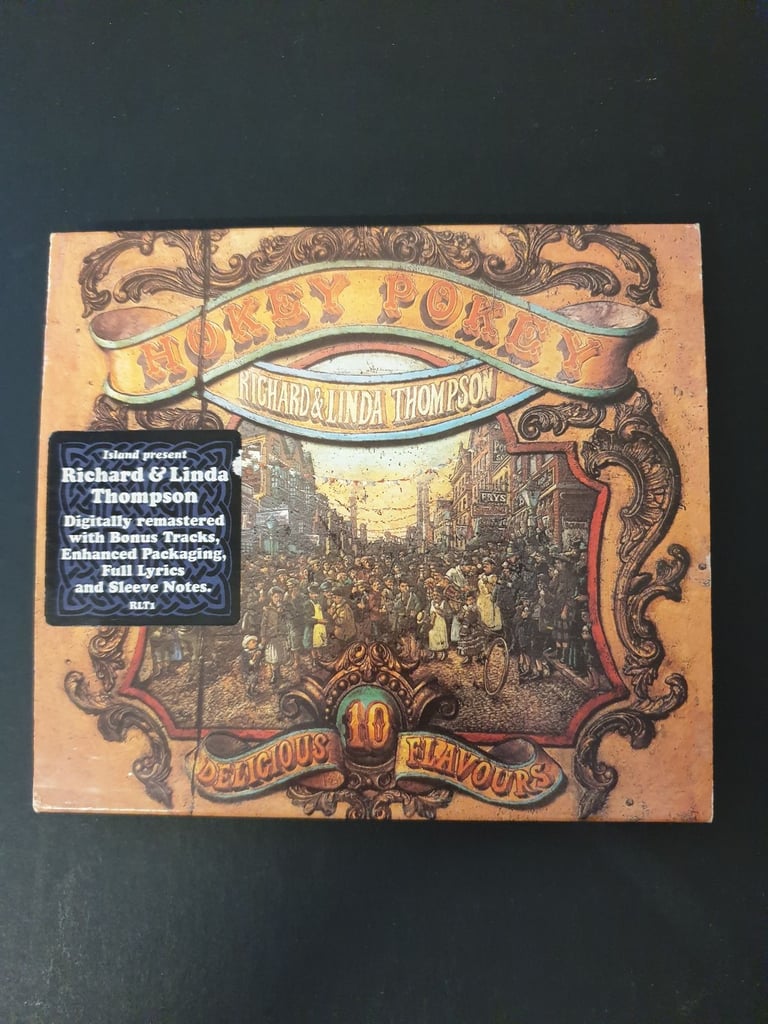 HOKEY POKEY
RICHARD & LINDA THOMPSON
Island present
Richard & Linda
Thompson
Digitally remastered
with Bonus Tracks,
Enhanced Packaging,
Full Lyrics
and Sleeve Notes.
RLT1
FRYS
10
DELICIOUS FLAVOURS